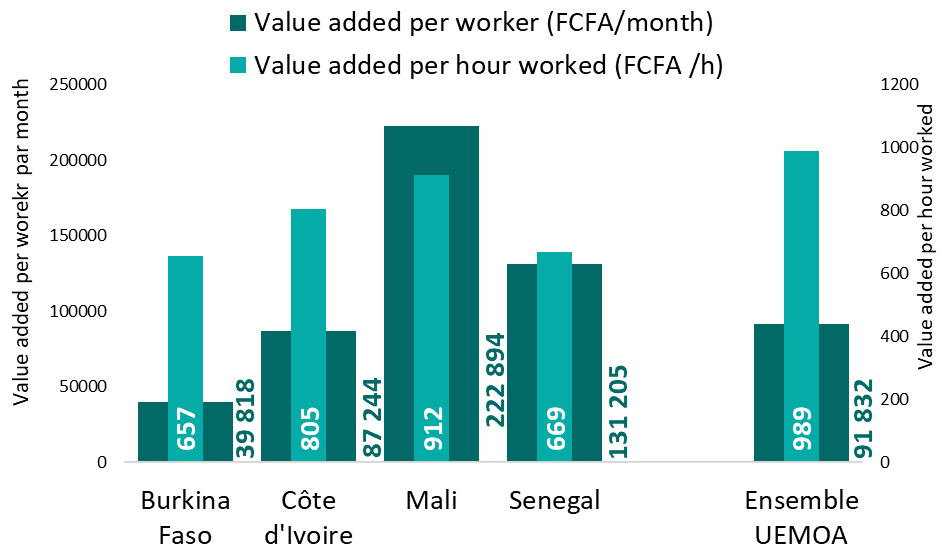 Value added per worker (FCFA/month)
Value added per hour worked (FCFA /h)
Value added per worekr par month
250000
200000
150000
100000
50000
0
1200
1000
800
600
400
200
0
Value added per hour worked
657
39 818
805
87 244
912
222 894
669
131 205
989
91 832
Burkina
Faso
Côte
d'Ivoire
Mali
Senegal
Ensemble
UEMOA